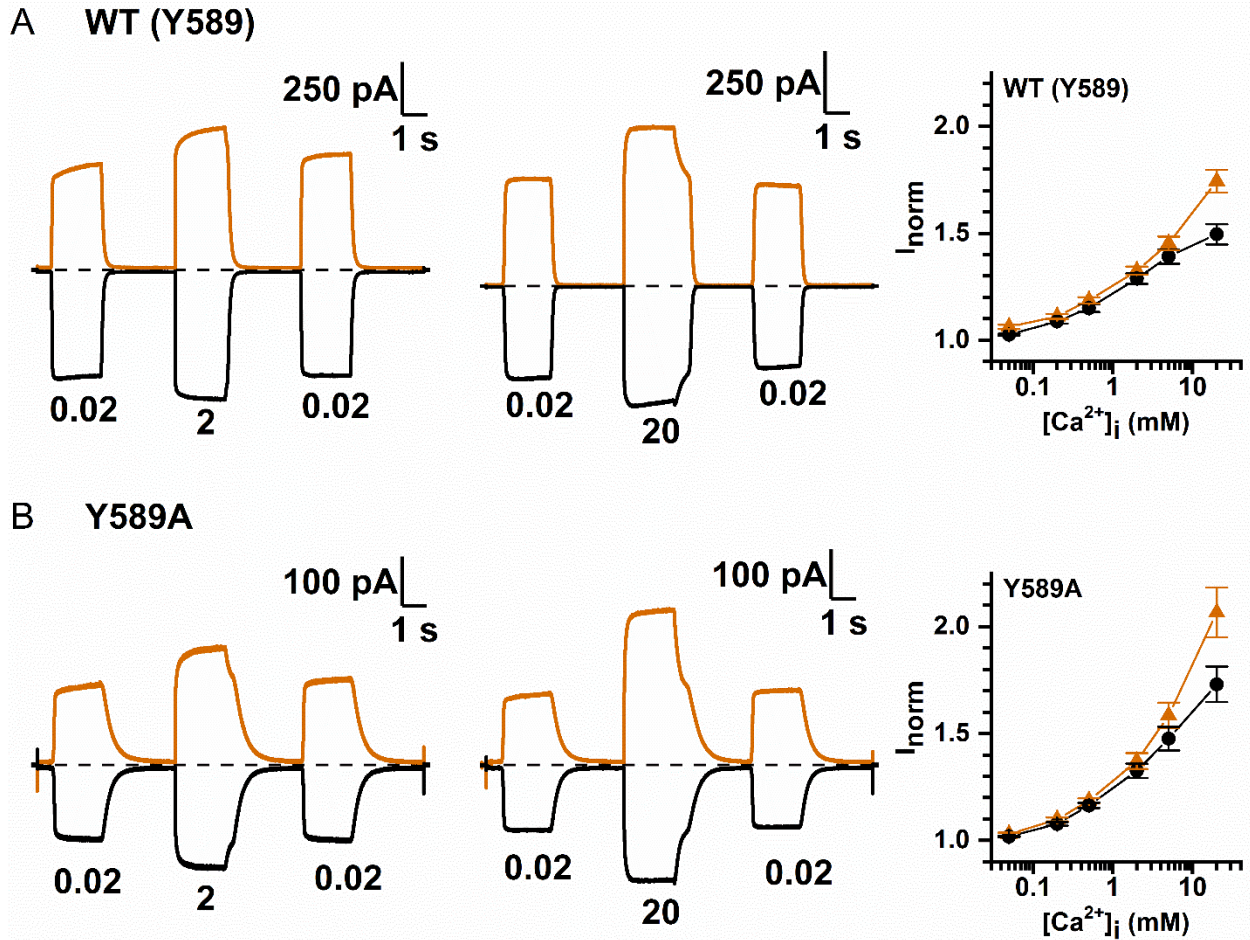 A WT (Y589)
250 pA
1 s
0.02
2
0.02
250 pA
1 s
0.02
20
0.02
WT (Y589)
2.0
1.5
1.0
Inorm
0.1 1 10
[Ca2+]i (mM)
B Y589A
100 pA
1 s
0.02
2
0.02
100 pA
1 s
0.02
20
0.02
Y589A
2.0
1.5
1.0
Inorm
0.1 1 10
[Ca2+]i (mM)